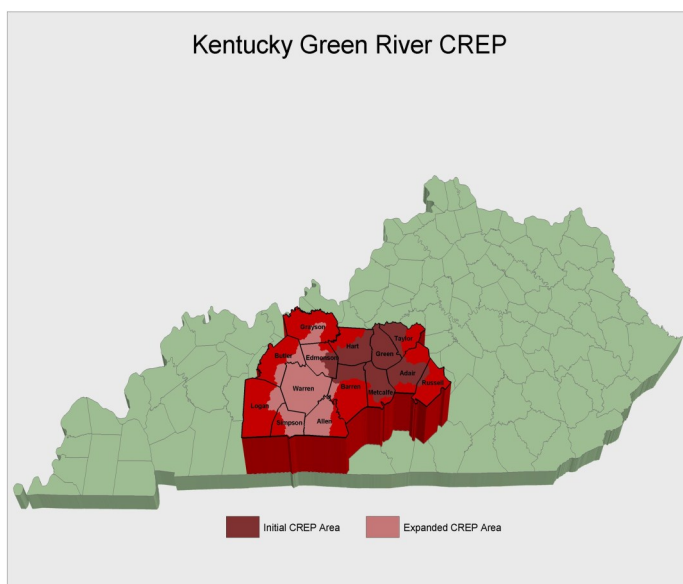 Kentucky Green River CREP
Grayson
Taylor
Hart
Green
Butler
Edmonson
Adair
Russell
Warren
Barren
Metcalfe
Logan
Simpson
Allen
Initial CREP Area
Expanded CREP Area